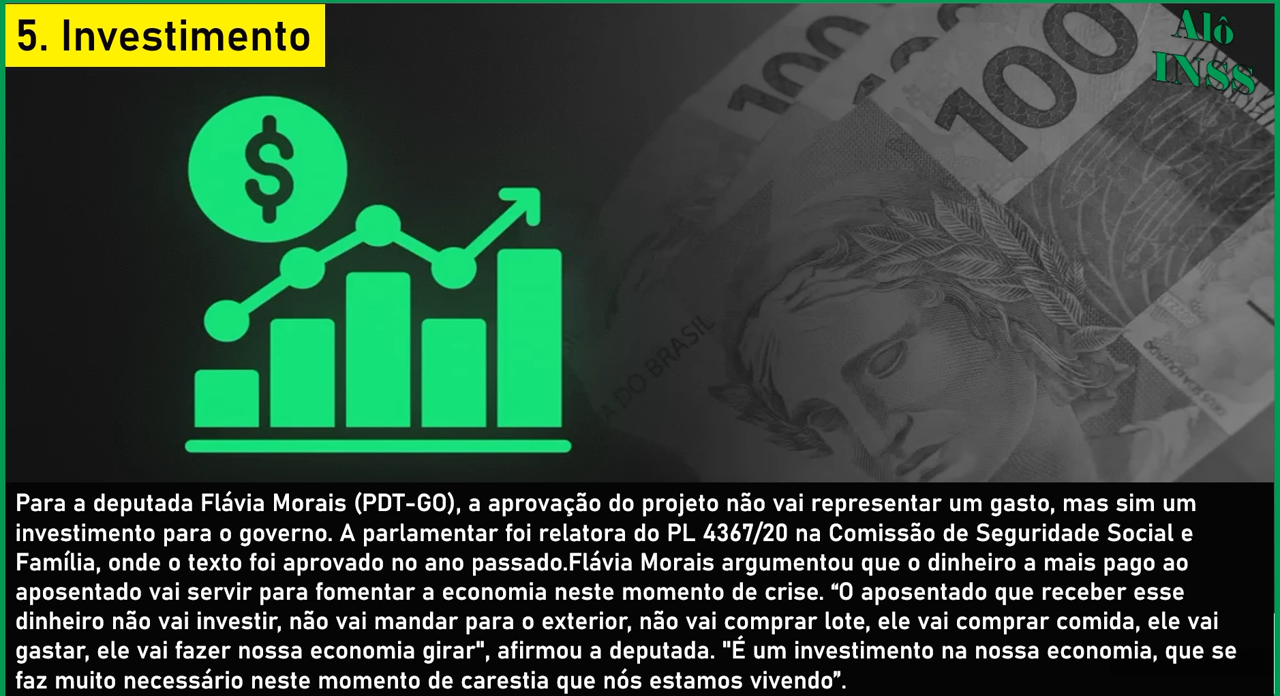 5. Investimento
Alô
INSS
$
100
100
100
A DO BRASIL
Para a deputada Flávia Morais (PDT-GO), a aprovação do projeto não vai representar um gasto, mas sim um
investimento para o governo. A parlamentar foi relatora do PL 4367/20 na Comissão de Seguridade Social e
Família, onde o texto foi aprovado no ano passado.Flávia Morais argumentou que o dinheiro a mais pago ao
aposentado vai servir para fomentar a economia neste momento de crise. “O aposentado que receber esse
dinheiro não vai investir, não vai mandar para o exterior, não vai comprar lote, ele vai comprar comida, ele vai
gastar, ele vai fazer nossa economia girar", afirmou a deputada. "É um investimento na nossa economia, que se
faz muito necessário neste momento de carestia que nós estamos vivendo”.